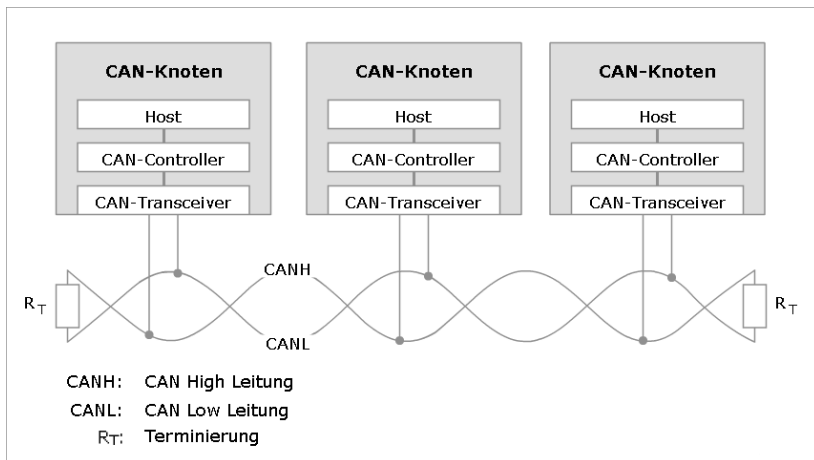 CAN-Knoten CAN-Knoten CAN-Knoten
Host Host Host
CAN-Controller CAN-Controller CAN-Controller
CAN-Transceiver CAN-Transceiver CAN-Transceiver
CANH
RT RT
CANL
CANH: CAN High Leitung
CANL: CAN Low Leitung
RT: Terminierung